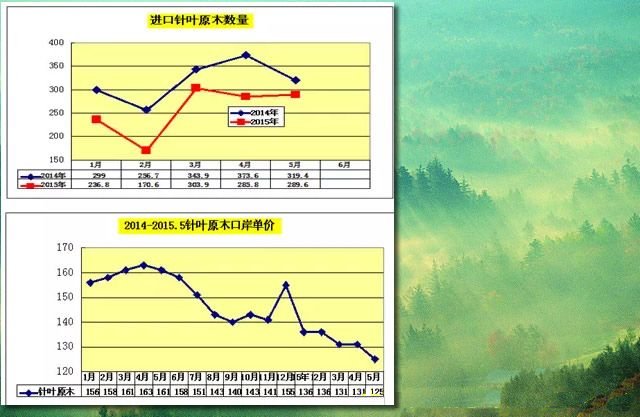 进口针叶原木数量
400
350
300
250
200
150
2014年
2015年
1月 2月 3月 4月 5月 6月
2014年 299 256.7 343.9 373.6 319.4
2015年 236.8 170.6 303.9 285.8 289.6
2014-2015.5针叶原木口岸单价
170
160
150
140
130
120
1月 2月 3月 4月 5月 6月 7月 8月 9月 10月 11月 12月 15年 2月 3月 4月 5月
针叶原木 156 158 161 163 161 158 151 143 140 143 141 155 136 136 131 131 125